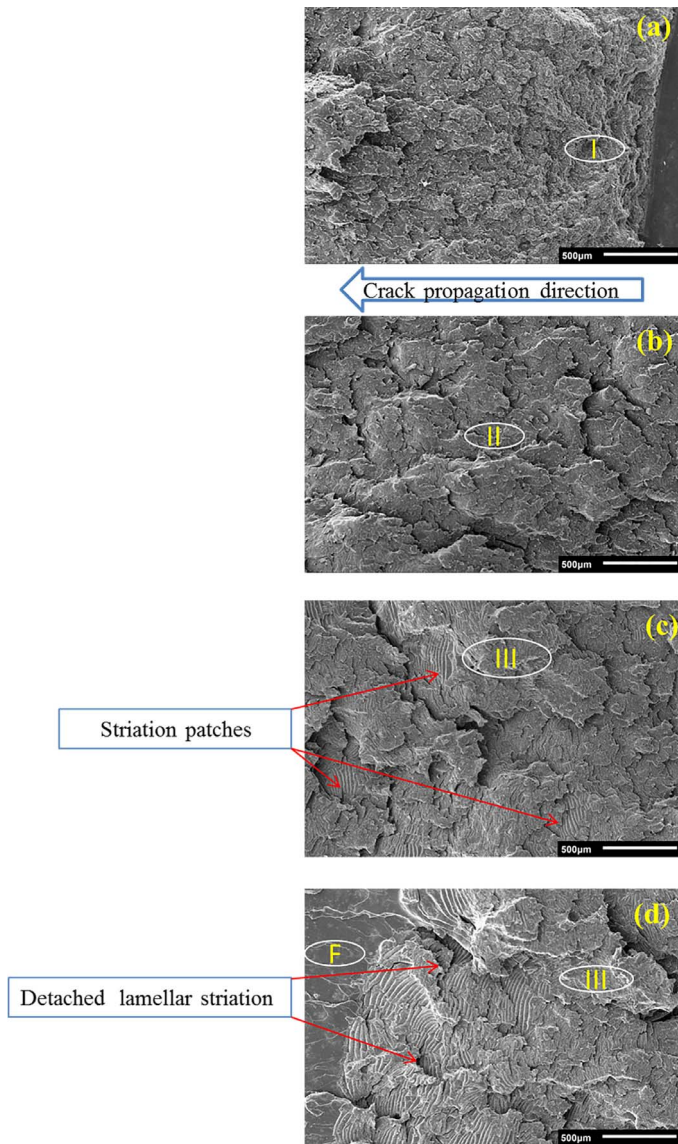 (a)
I
500µm
Crack propagation direction
(b)
II
500µm
(c)
III
Striation patches
500µm
(d)
F
III
Detached lamellar striation
500µm